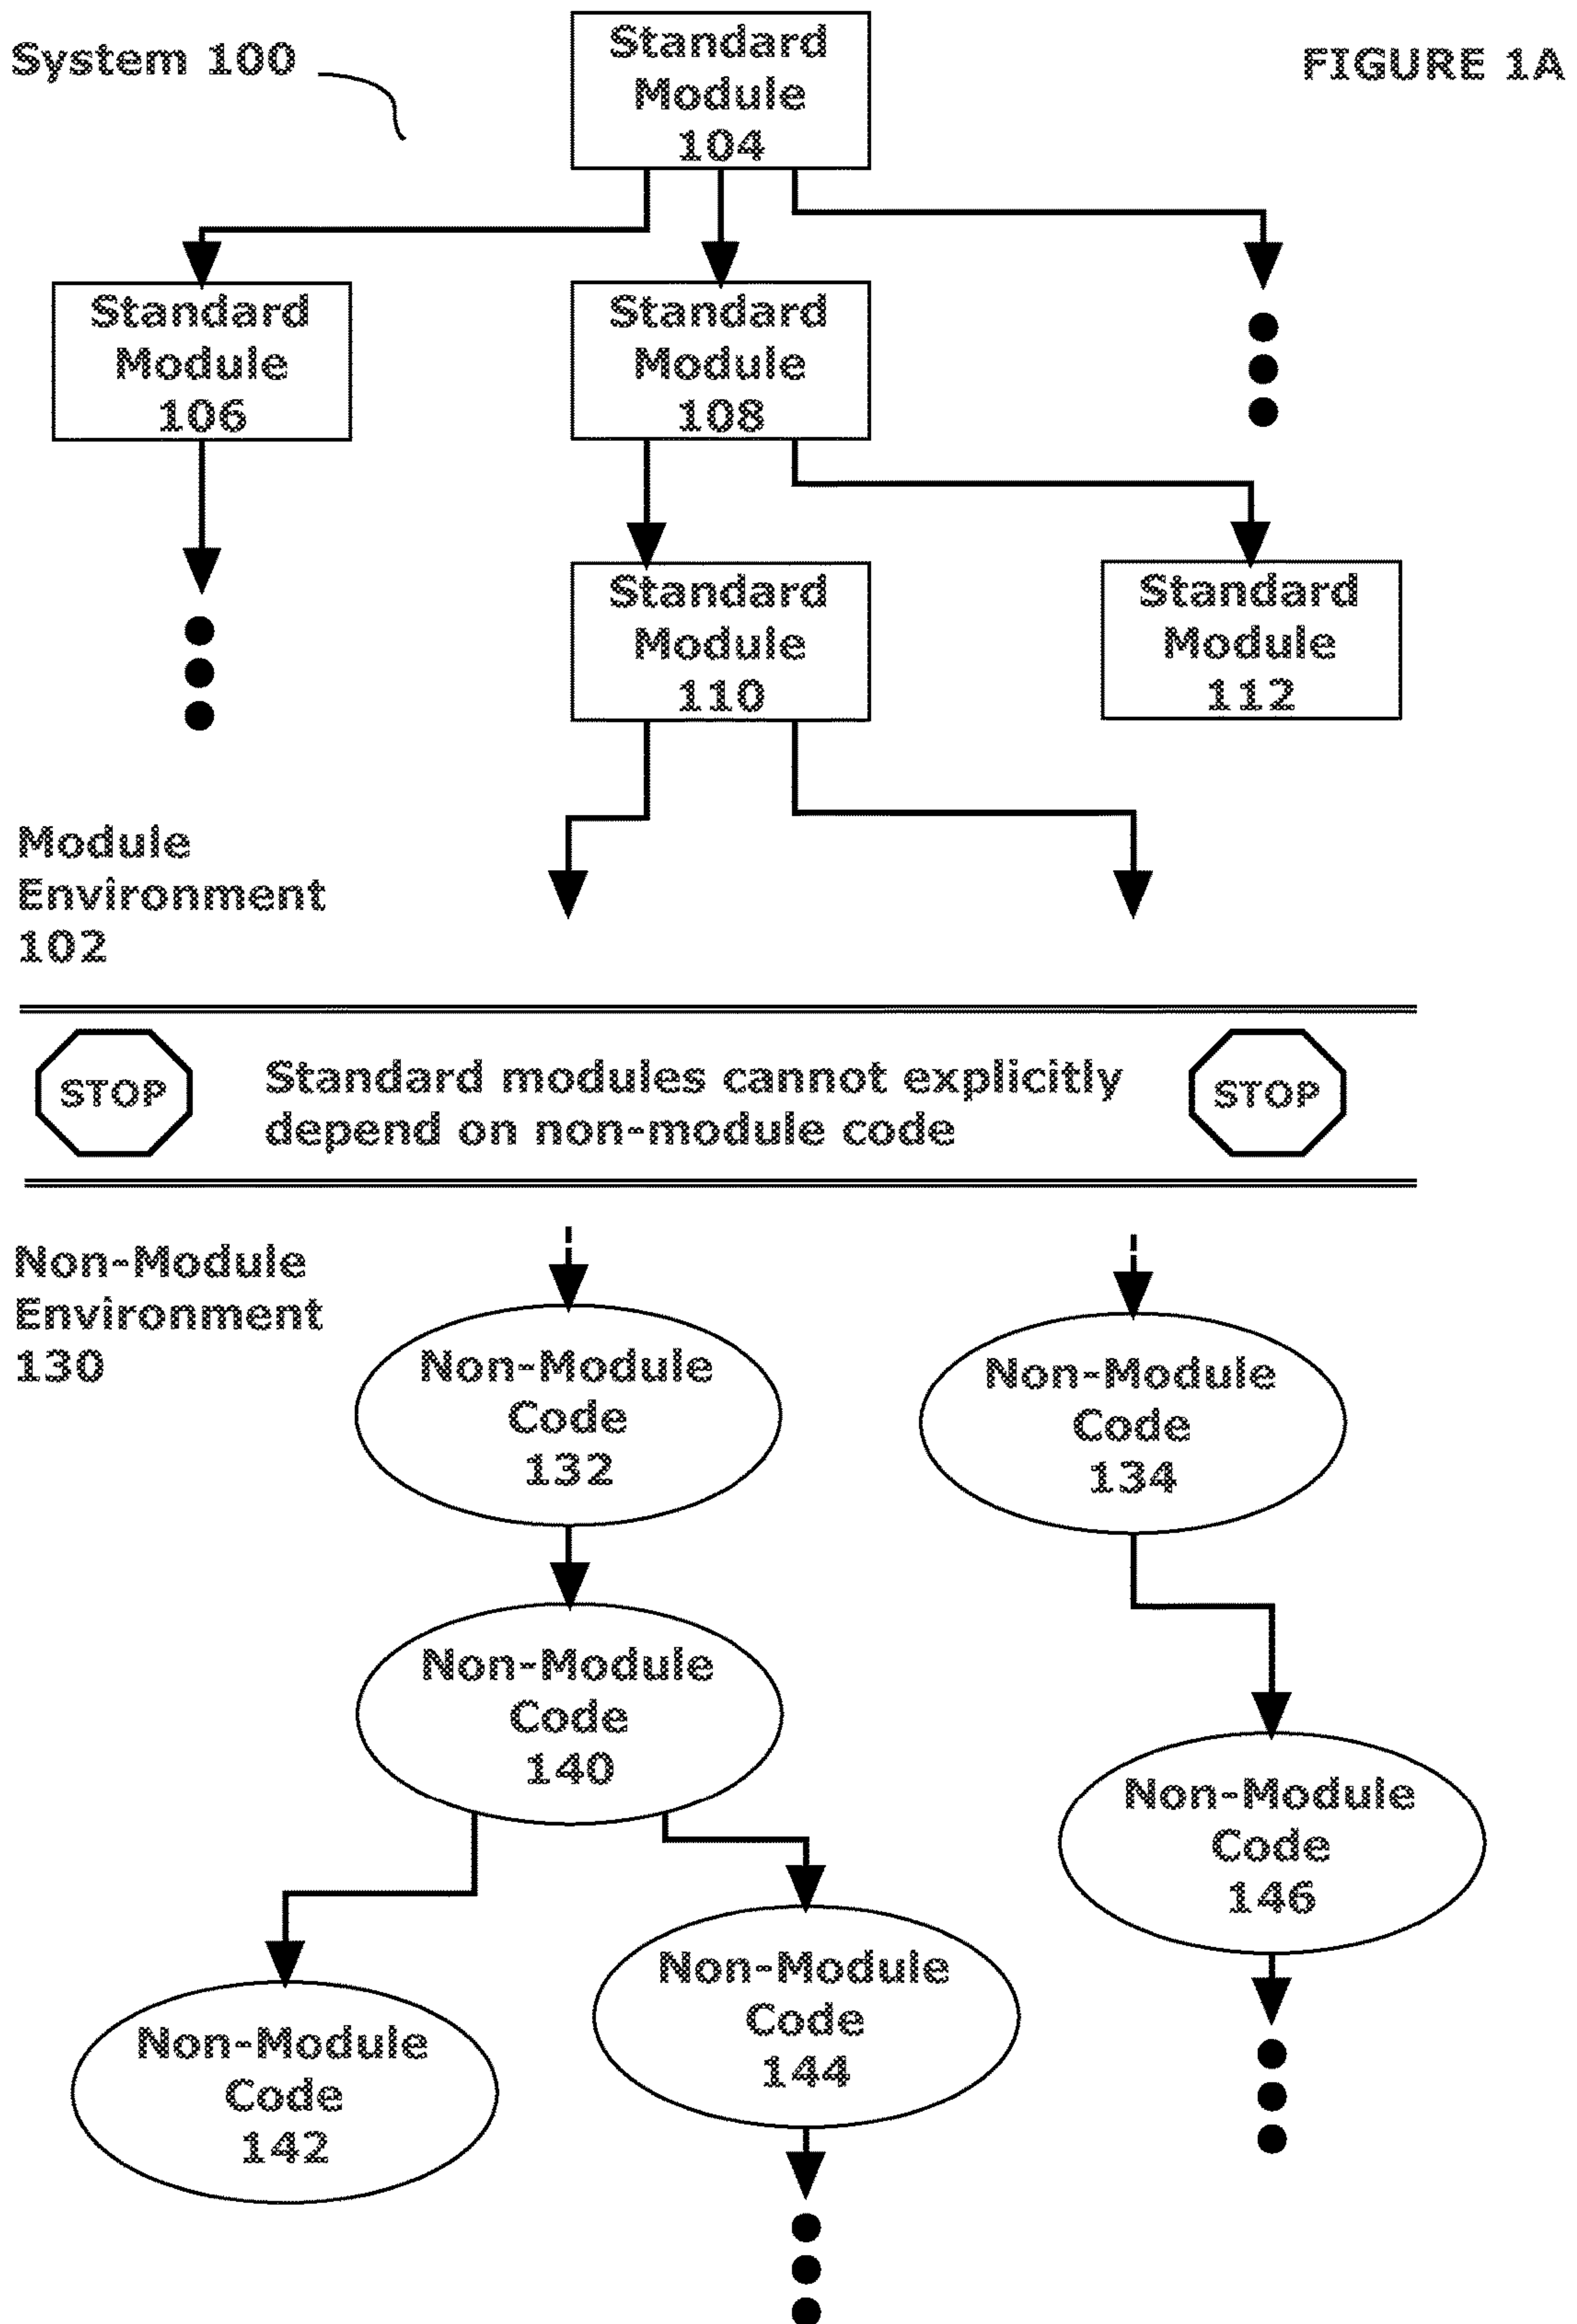 System 100
FIGURE 1A
Standard
Module
104
Standard
Module
106
Standard
Module
108
Standard
Module
110
Standard
Module
112
Module
Environment
102
STOP
Standard modules cannot explicitly
depend on non-module code
STOP
Non-Module
Environment
130
Non-Module
Code
132
Non-Module
Code
134
Non-Module
Code
140
Non-Module
Code
146
Non-Module
Code
144
Non-Module
Code
142